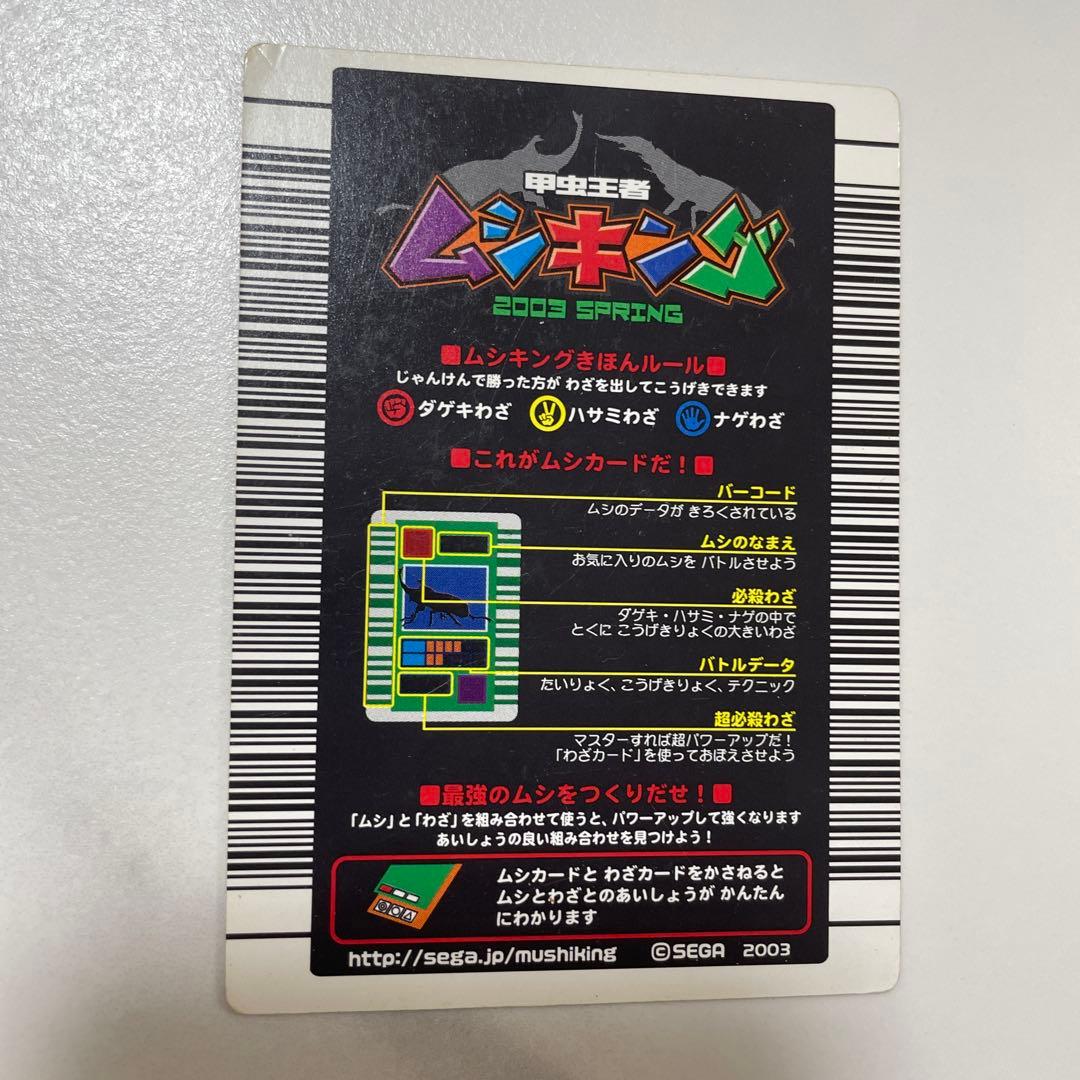 甲虫王者
ムシキング
2003 SPRING
ムシキングきほんルール
じゃんけんで勝った方が わざを出してこうげきできます
ダゲキわざ ハサミわざ ナゲわざ
これがムシカードだ！
バーコード
ムシのデータが きろくされている
ムシのなまえ
お気に入りのムシを バトルさせよう
必殺わざ
ダゲキ・ハサミ・ナゲの中で
とくに こうげきりょくの大きいわざ
バトルデータ
たいりょく、こうげきりょく、テクニック
超必殺わざ
マスターすれば超パワーアップだ！
「わざカード」を使っておぼえさせよう
最強のムシをつくりだせ！
「ムシ」と「わざ」を組み合わせて使うと、パワーアップして強くなります
あいしょうの良い組み合わせを見つけよう！
ムシカードと わざカードをかさねると
ムシとわざとのあいしょうが かんたん
にわかります
http://sega.jp/mushiking ©SEGA 2003